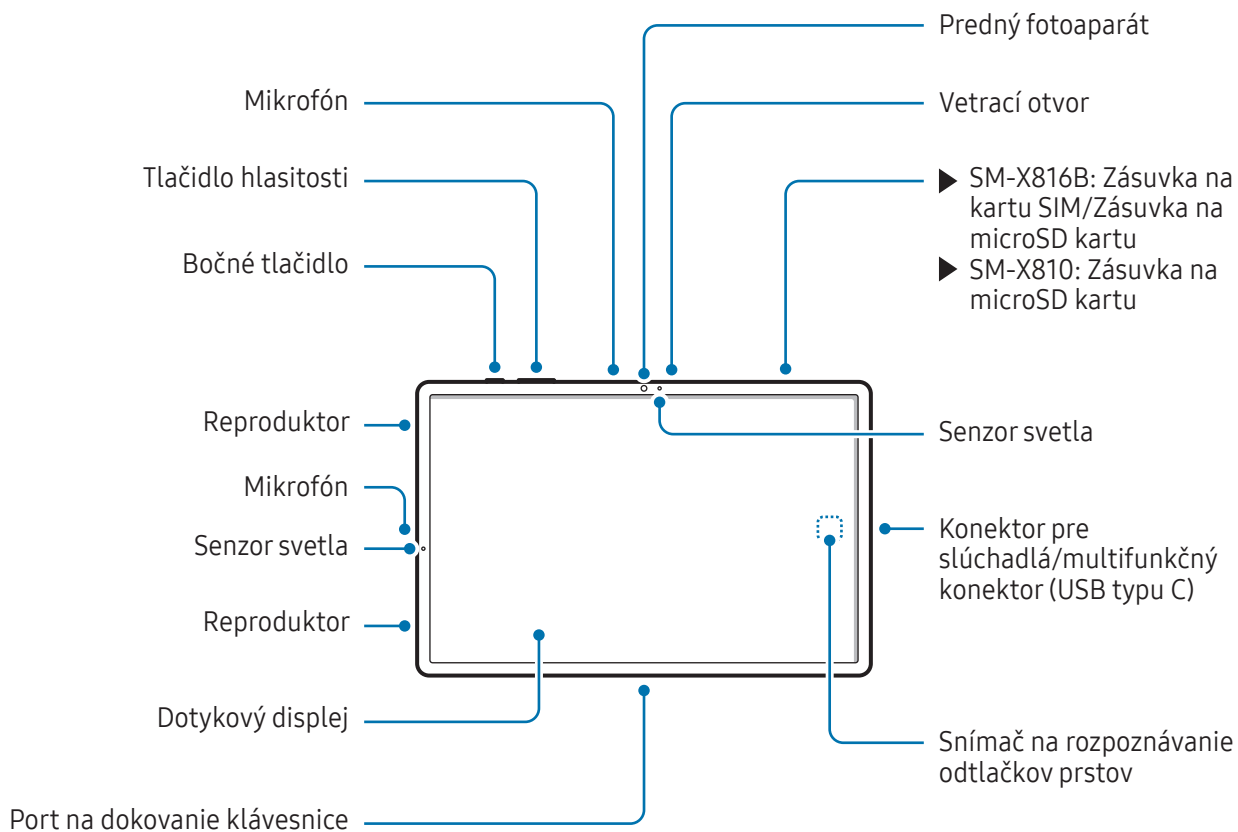 Predný fotoaparát
Mikrofón
Vetrací otvor
Tlačidlo hlasitosti
SM-X816B: Zásuvka na
kartu SIM/Zásuvka na
microSD kartu
Bočné tlačidlo
SM-X810: Zásuvka na
microSD kartu
Reproduktor
Senzor svetla
Mikrofón
Senzor svetla
Konektor pre
slúchadlá/multifunkčný
konektor (USB typu C)
Reproduktor
Dotykový displej
Snímač na rozpoznávanie
odtlačkov prstov
Port na dokovanie klávesnice